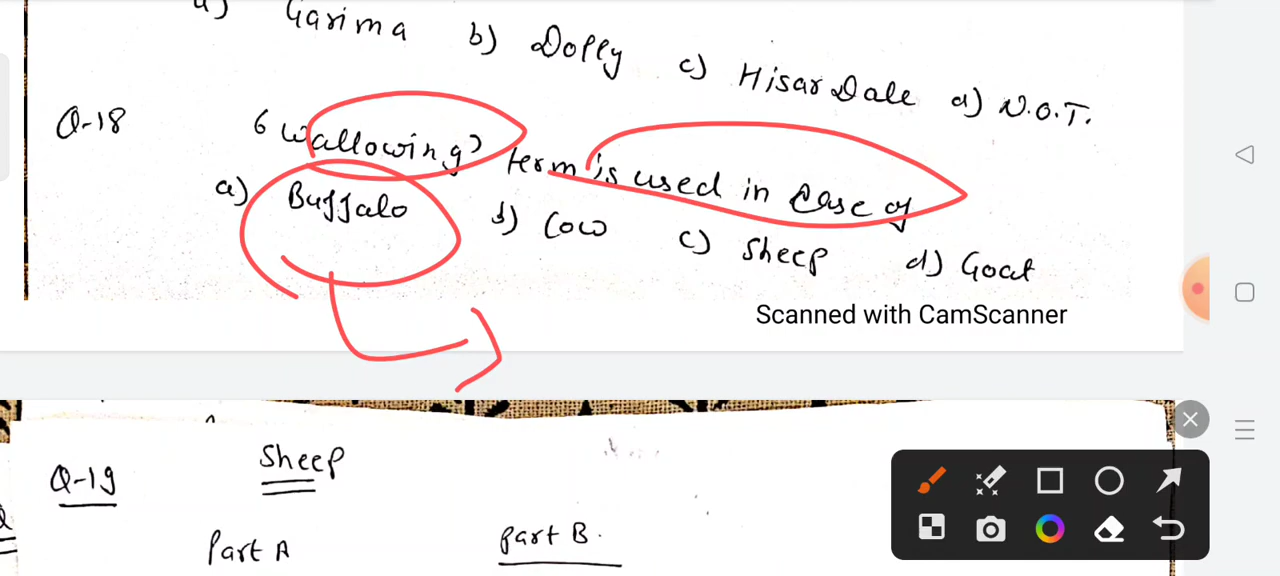 a) Garima b) Dolly c) Hisar Dale d) N.O.T.
Q-18 'Wallowing' term is used in case of
a) Buffalo b) Cow c) Sheep d) Goat
Scanned with CamScanner
Q-19 Sheep
Part A Part B.